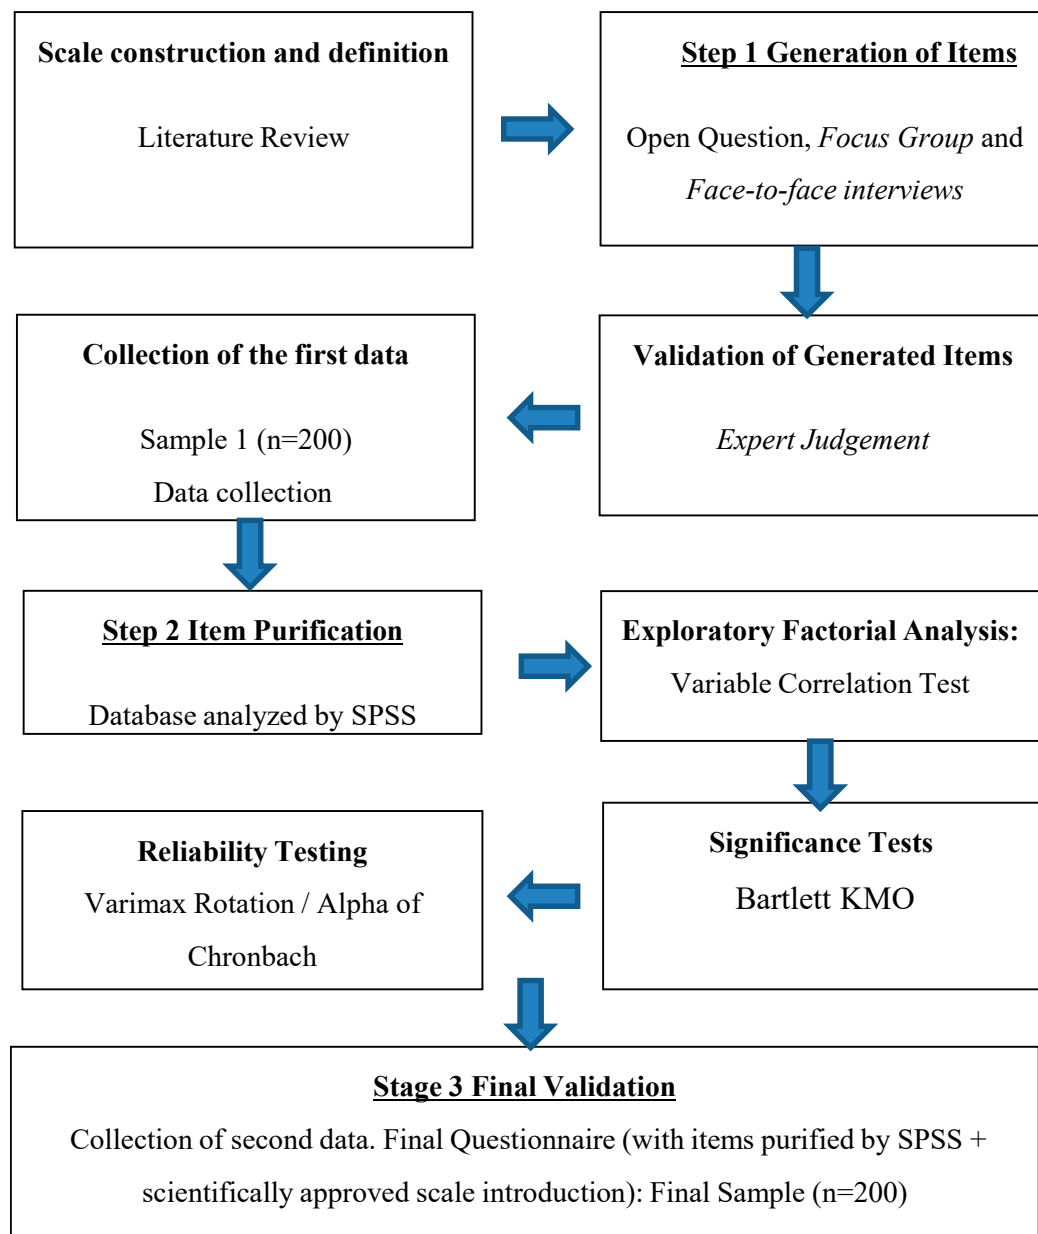 Scale construction and definition
Literature Review
Step 1 Generation of Items
Open Question, Focus Group and
Face-to-face interviews
Validation of Generated Items
Expert Judgement
Collection of the first data
Sample 1 (n=200)
Data collection
Step 2 Item Purification
Database analyzed by SPSS
Exploratory Factorial Analysis:
Variable Correlation Test
Significance Tests
Bartlett KMO
Reliability Testing
Varimax Rotation / Alpha of
Chronbach
Stage 3 Final Validation
Collection of second data. Final Questionnaire (with items purified by SPSS +
scientifically approved scale introduction): Final Sample (n=200)